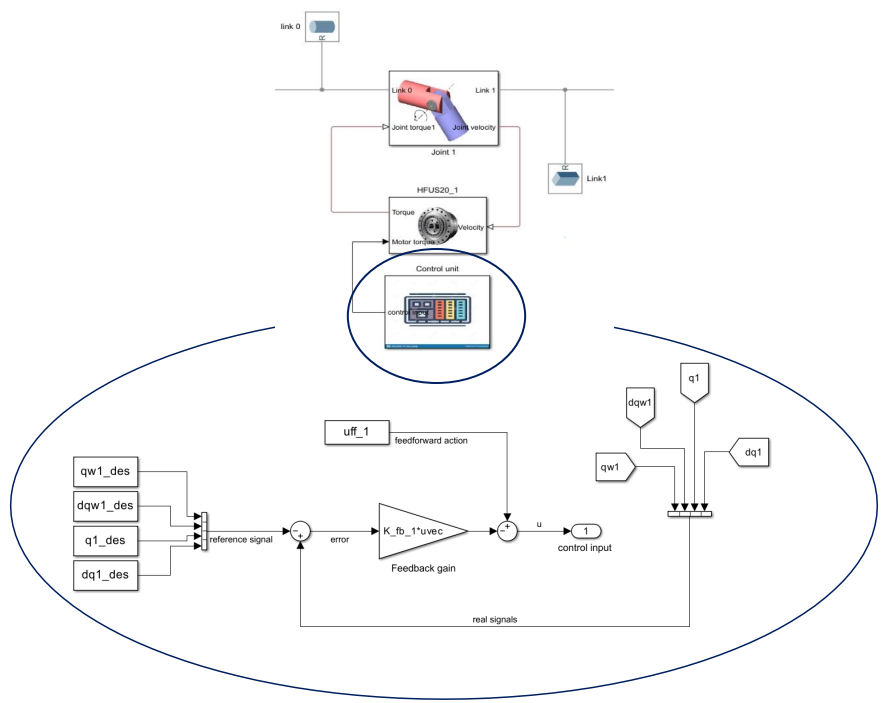 link 0
R
Link 0
Link 1
Joint torque1
Joint velocity
Joint 1
R
Link1
HFUS20_1
Torque
Velocity
Motor torque
Control unit
q1
dqw1
uff_1
feedforward action
dq1
qw1
qw1_des
dqw1_des
q1_des
dq1_des
reference signal
-
+
error
K_fb_1*uvec
Feedback gain
-
+
u
1
control input
real signals